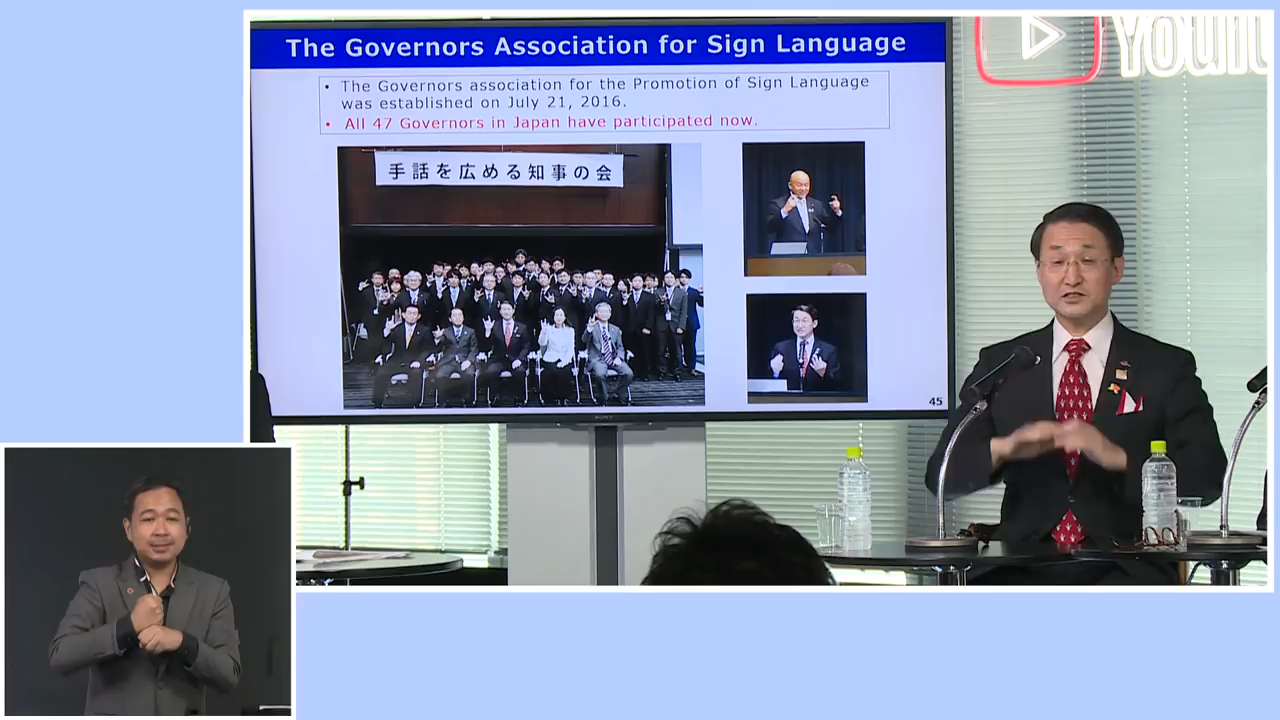 The Governors Association for Sign Language
• The Governors association for the Promotion of Sign Language
was established on July 21, 2016.
• All 47 Governors in Japan have participated now.
手話を広める知事の会
45
SONY